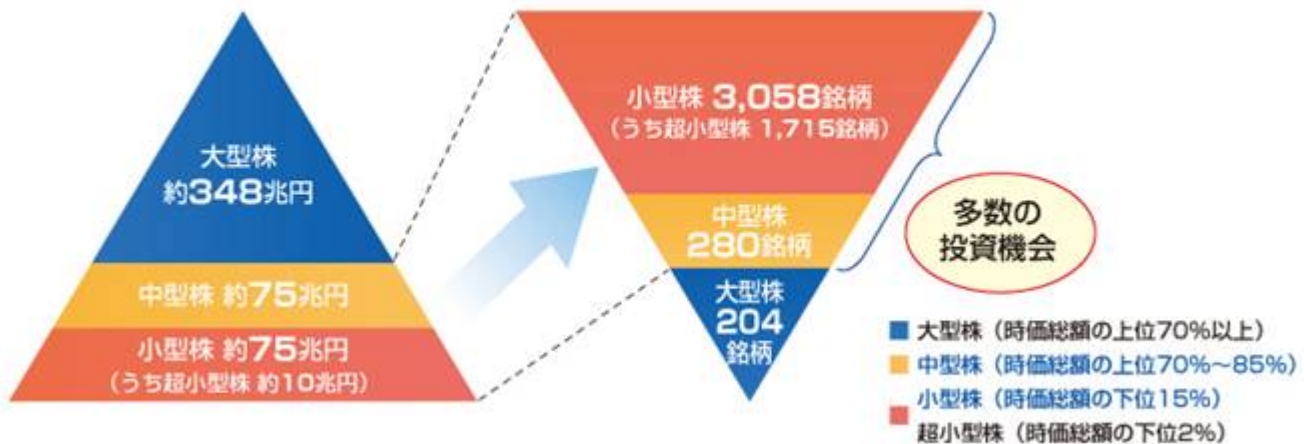 大型株
約348兆円
中型株 約75兆円
小型株 約75兆円
（うち超小型株 約10兆円）
小型株 3,058銘柄
（うち超小型株 1,715銘柄）
中型株
280銘柄
大型株
204
銘柄
多数の
投資機会
大型株（時価総額の上位70%以上）
中型株（時価総額の上位70%～85%）
小型株（時価総額の下位15%）
超小型株（時価総額の下位2%）